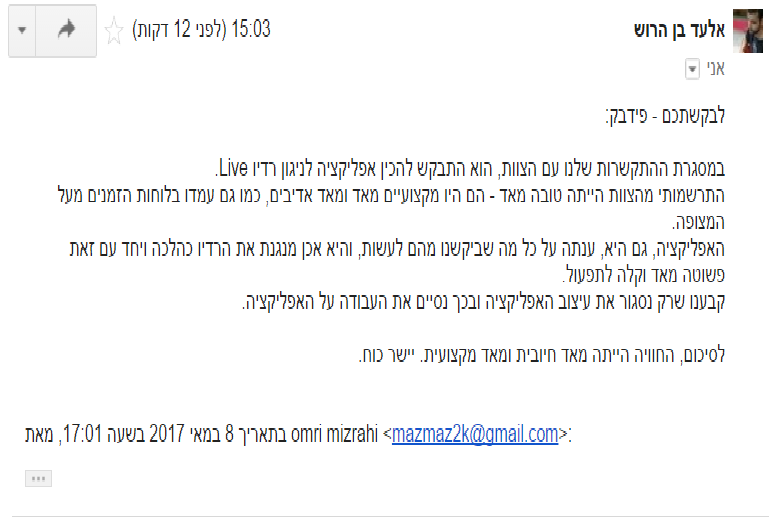 אלעד בן הרוש
15:03 (לפני 12 דקות)
אני
לבקשתכם - פידבק:
במסגרת ההתקשרות שלנו עם הצוות, הוא התבקש להכין אפליקציה לניגון רדיו Live.
התרשמותי מהצוות הייתה טובה מאד - הם היו מקצועיים מאד ומאד אדיבים, כמו גם עמדו בלוחות הזמנים מעל
המצופה.
האפליקציה, גם היא, ענתה על כל מה שביקשנו מהם לעשות, והיא אכן מנגנת את הרדיו כהלכה ויחד עם זאת
פשוטה מאד וקלה לתפעול.
קבענו שרק נסגור את עיצוב האפליקציה ובכך נסיים את העבודה על האפליקציה.
לסיכום, החוויה הייתה מאד חיובית ומאד מקצועית. יישר כוח.
בתאריך 8 במאי 2017 בשעה 17:01, מאת omri mizrahi <mazmaz2k@gmail.com>: